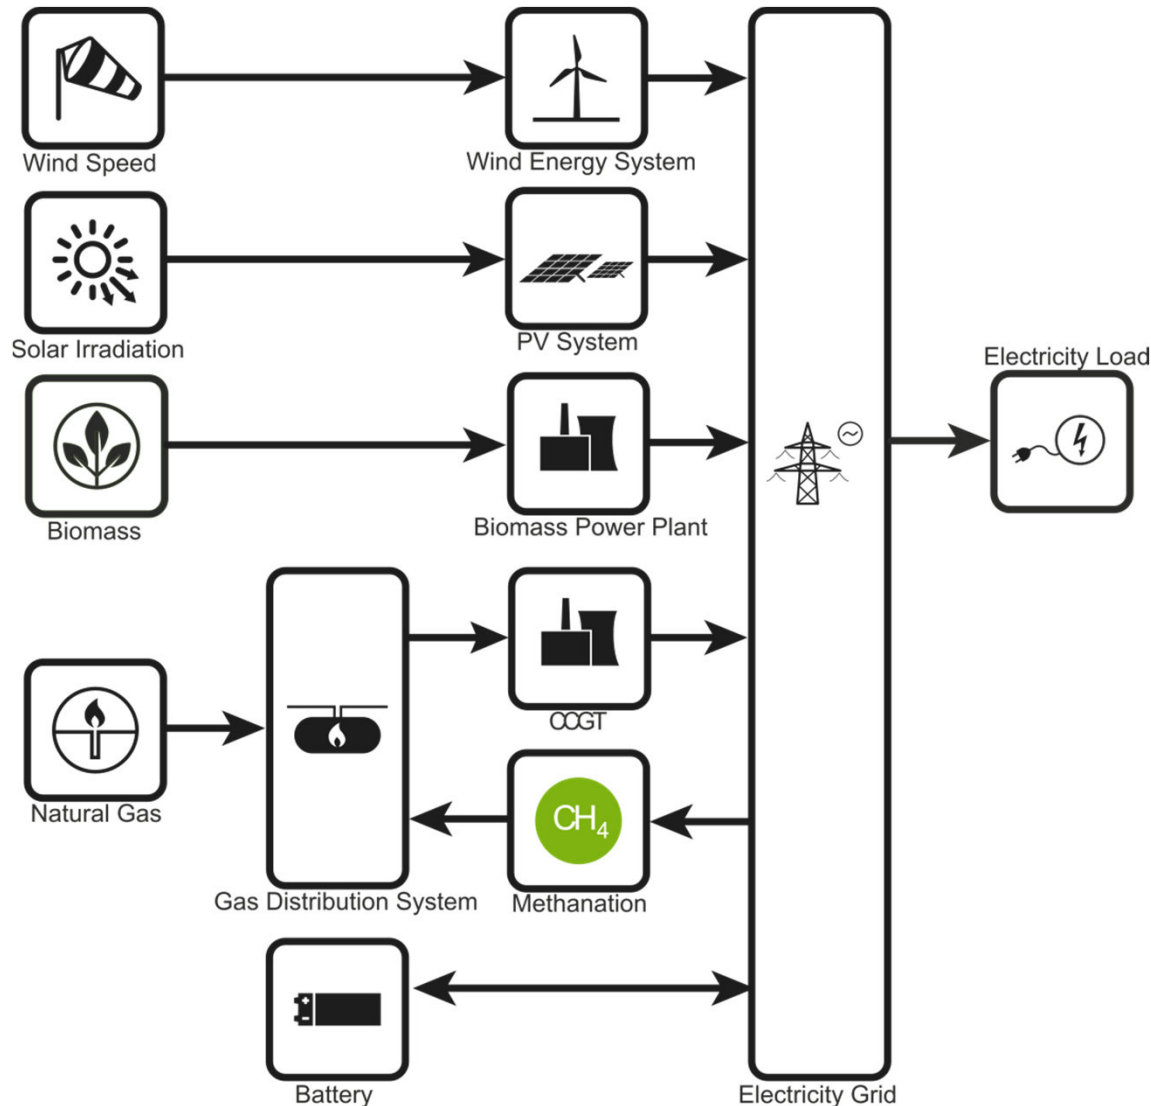 Wind Speed
Wind Energy System
Solar Irradiation
PV System
Electricity Load
Biomass
Biomass Power Plant
CCGT
Natural Gas
CH4
Gas Distribution System
Methanation
Battery
Electricity Grid